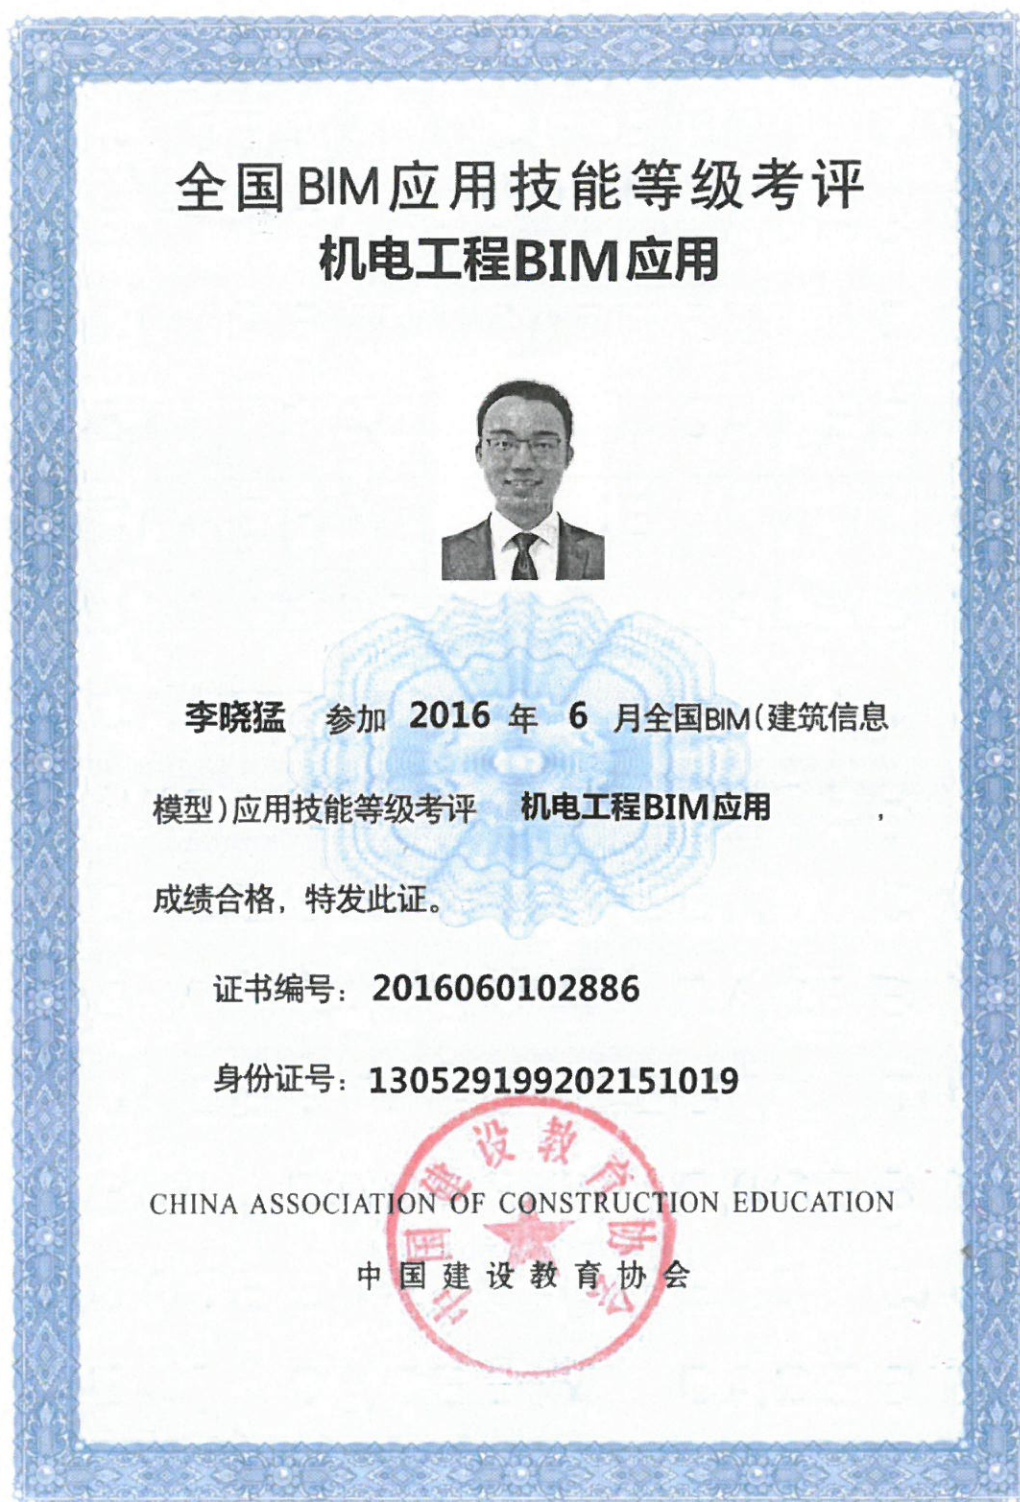 全国BIM应用技能等级考评
机电工程BIM应用
李晓猛 参加 2016 年 6 月全国BIM(建筑信息
模型)应用技能等级考评 机电工程BIM应用 ,
成绩合格，特发此证。
证书编号：2016060102886
身份证号：130529199202151019
中国建设教育协会
CHINA ASSOCIATION OF CONSTRUCTION EDUCATION
中国建设教育协会